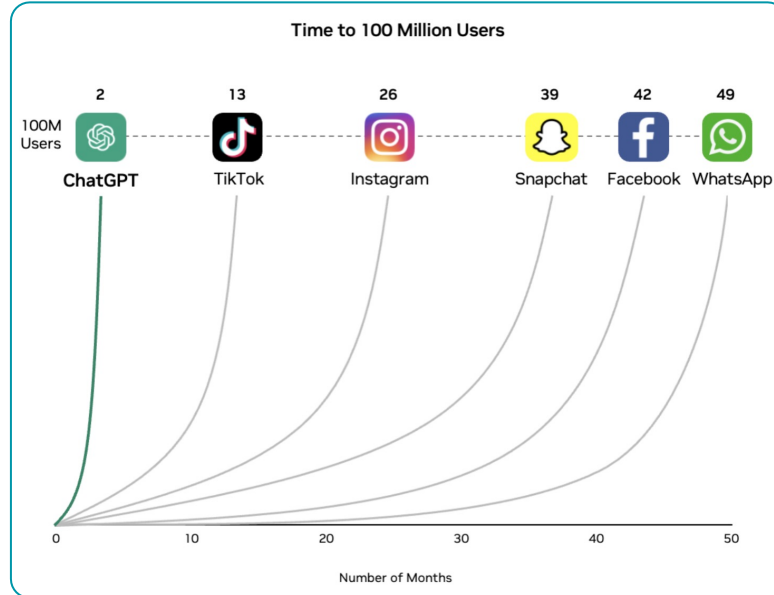 Time to 100 Million Users
2 13 26 39 42 49
100M
Users
ChatGPT TikTok Instagram Snapchat Facebook WhatsApp
0 10 20 30 40 50
Number of Months